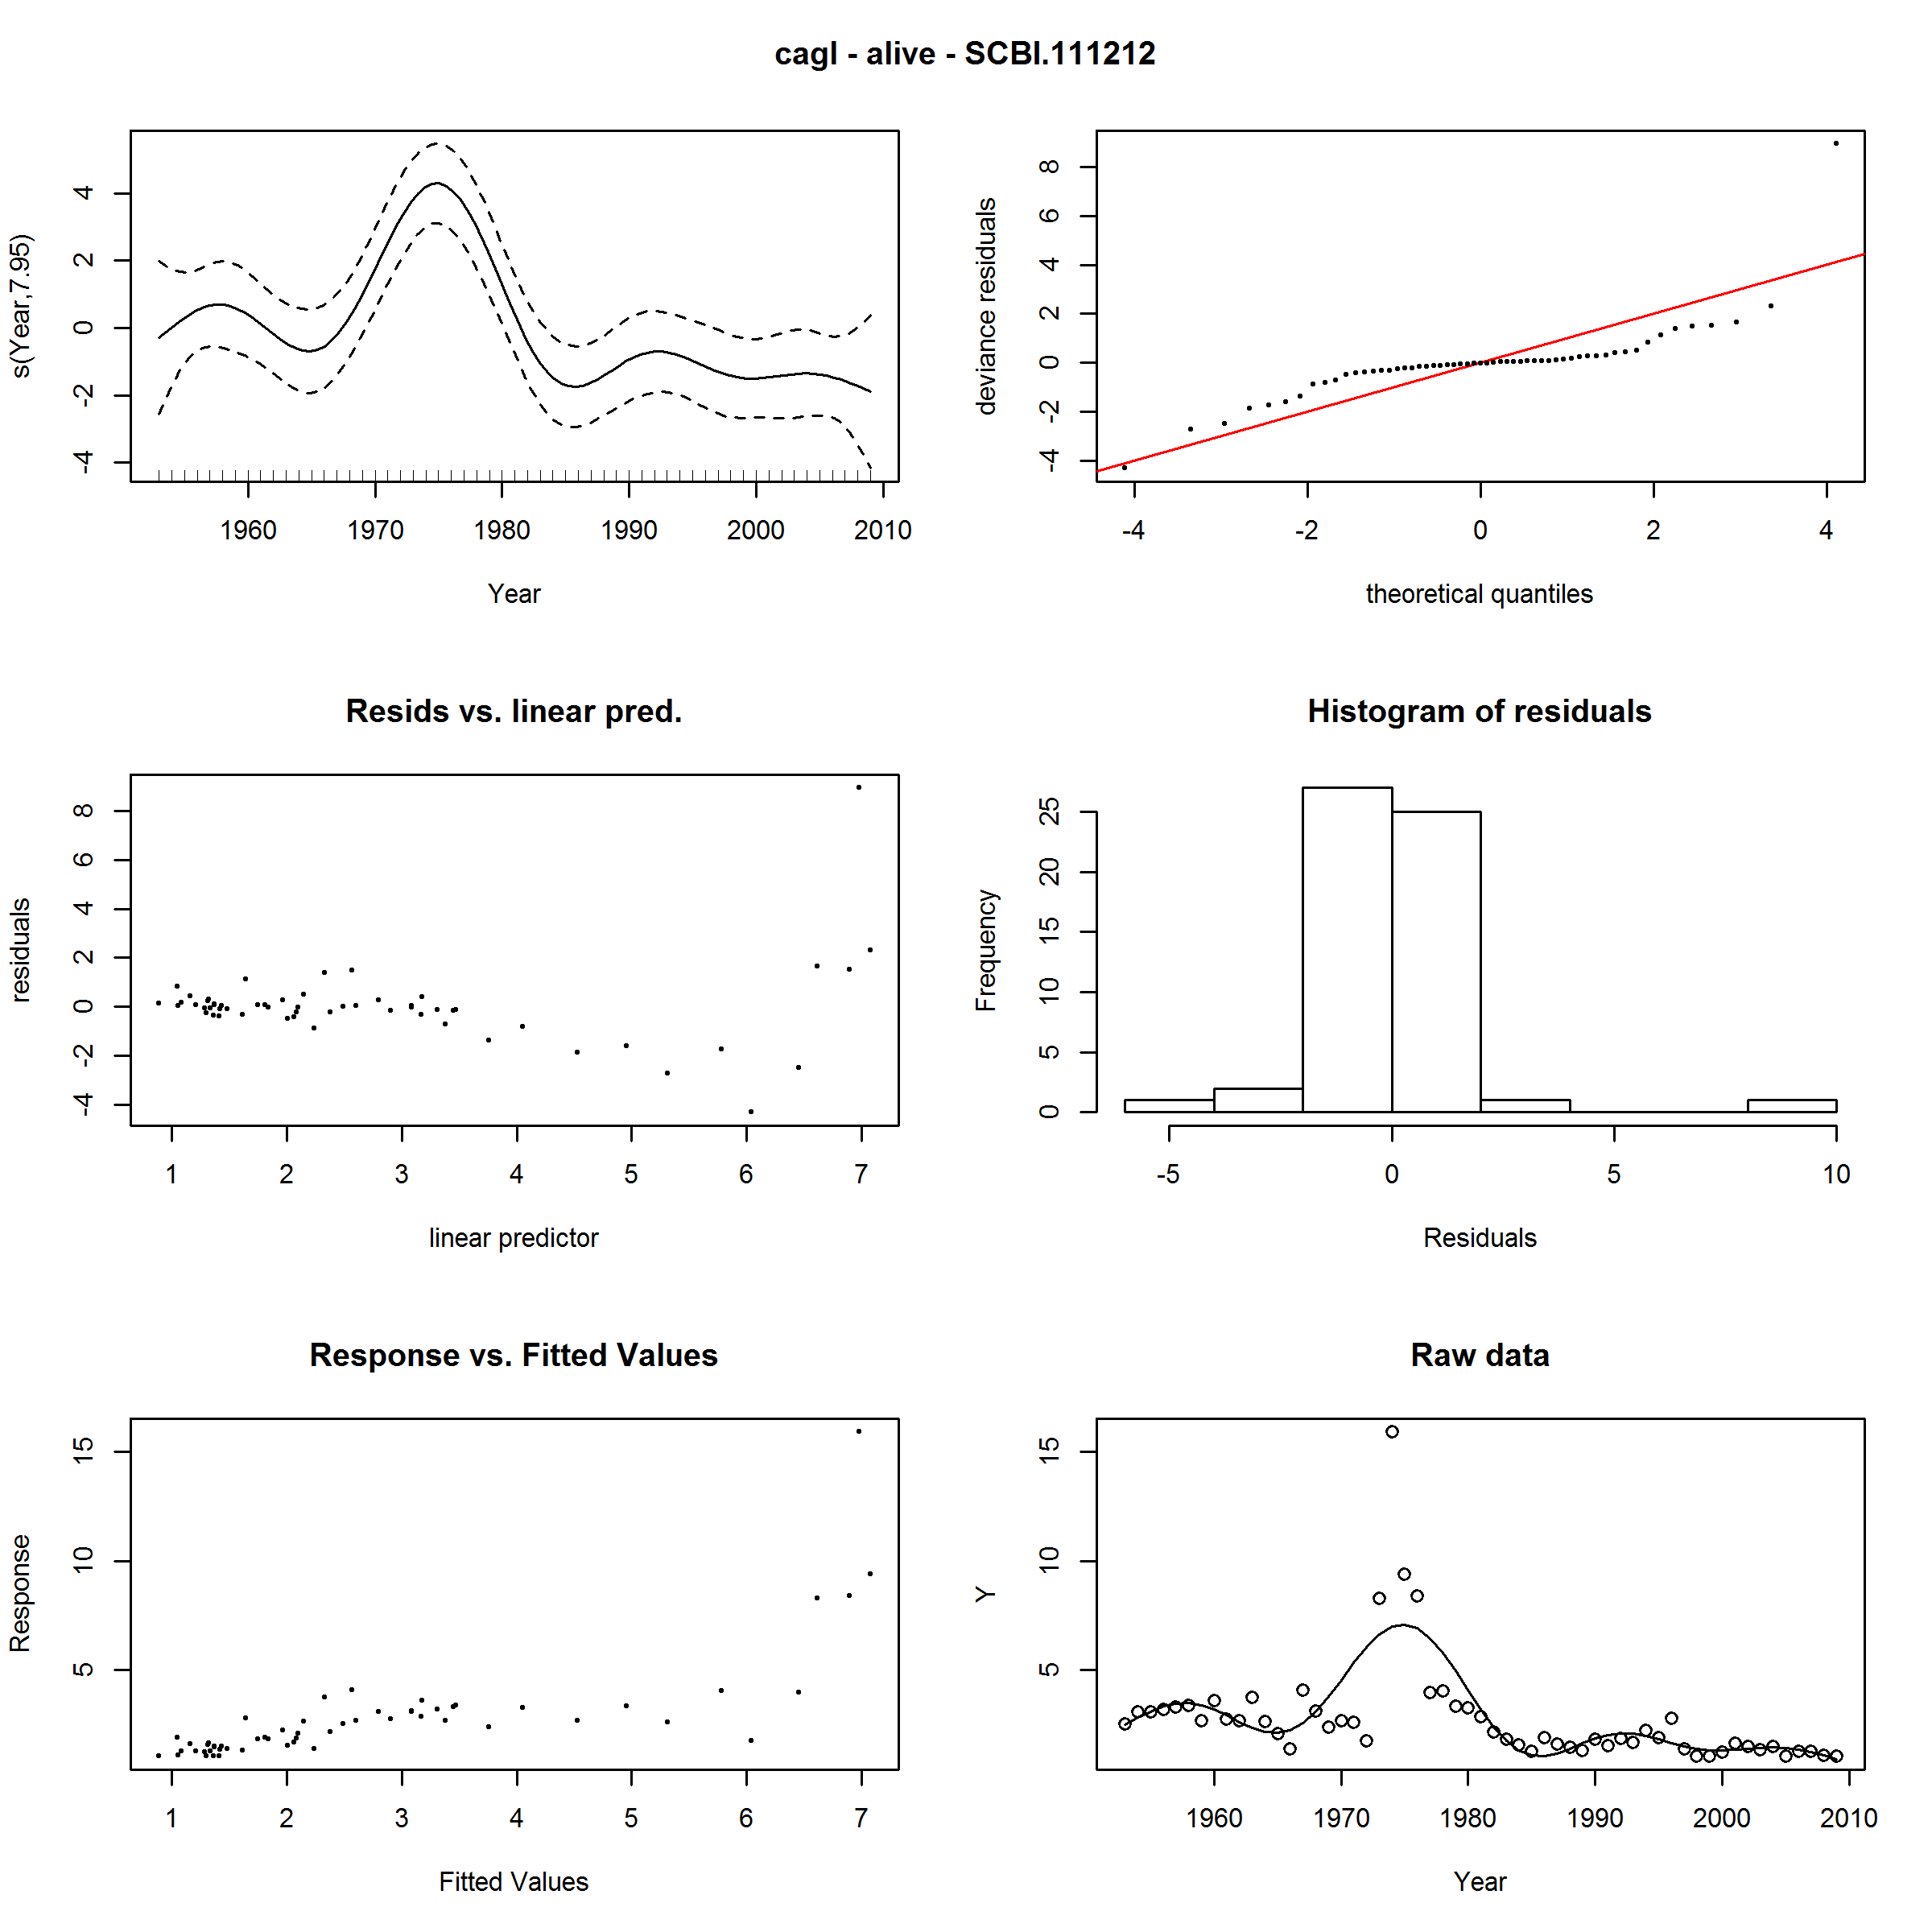 cagl - alive - SCBI.111212
s(Year,7.95)
4
2
0
-2
-4
1960 1970 1980 1990 2000 2010
Year
deviance residuals
8
6
4
2
0
-2
-4
-4 -2 0 2 4
theoretical quantiles
Resids vs. linear pred.
residuals
8
6
4
2
0
-2
-4
1 2 3 4 5 6 7
linear predictor
Histogram of residuals
Frequency
25
20
15
10
5
0
-5 0 5 10
Residuals
Response vs. Fitted Values
Response
15
10
5
1 2 3 4 5 6 7
Fitted Values
Raw data
Y
15
10
5
1960 1970 1980 1990 2000 2010
Year